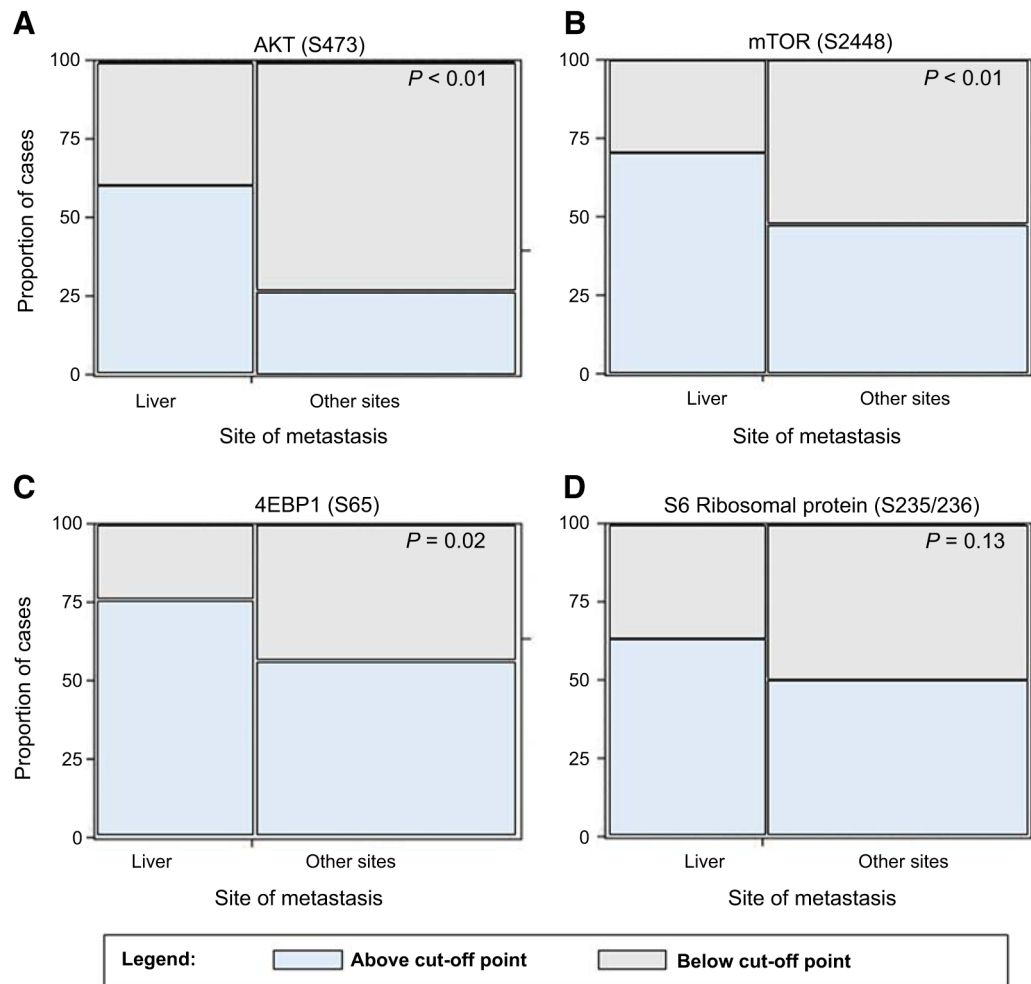 A
AKT (S473)
P < 0.01
100
75
50
25
0
Proportion of cases
Liver
Other sites
Site of metastasis
B
mTOR (S2448)
P < 0.01
100
75
50
25
0
Liver
Other sites
Site of metastasis
C
4EBP1 (S65)
P = 0.02
100
75
50
25
0
Proportion of cases
Liver
Other sites
Site of metastasis
D
S6 Ribosomal protein (S235/236)
P = 0.13
100
75
50
25
0
Liver
Other sites
Site of metastasis
Legend:
Above cut-off point
Below cut-off point